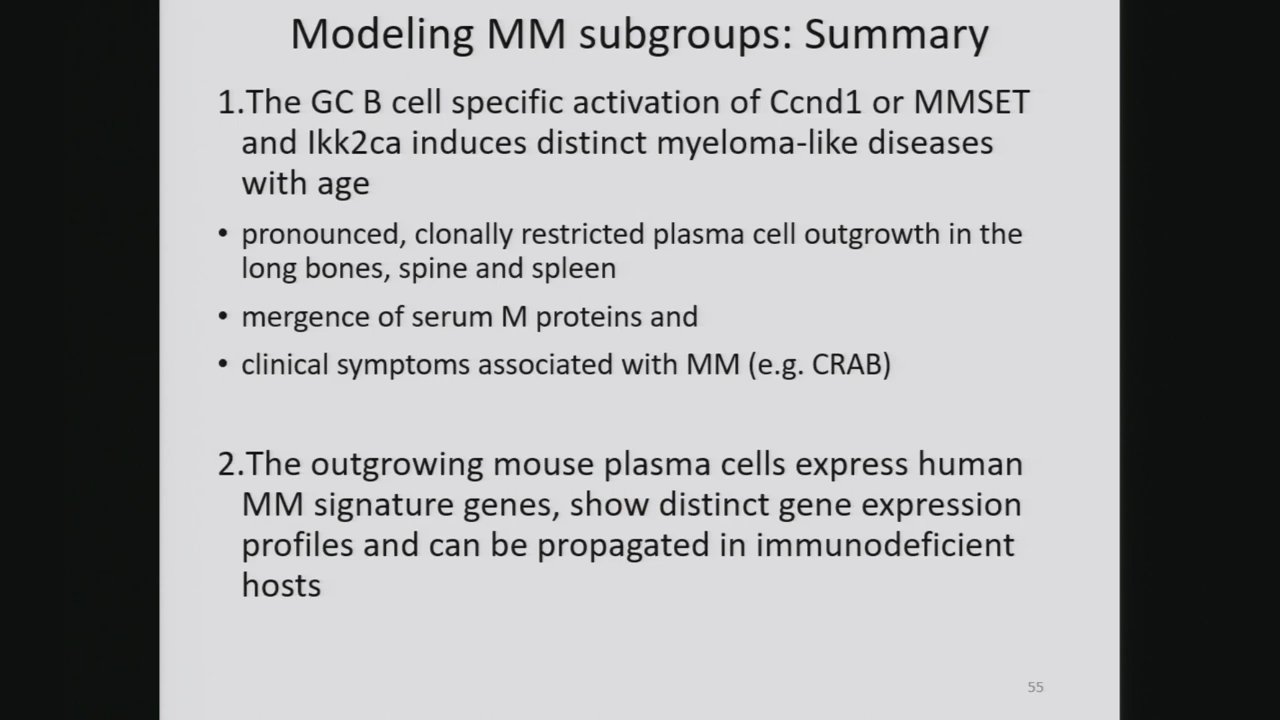 Modeling MM subgroups: Summary
1.The GC B cell specific activation of Ccnd1 or MMSET
and Ikk2ca induces distinct myeloma-like diseases
with age
• pronounced, clonally restricted plasma cell outgrowth in the
long bones, spine and spleen
• mergence of serum M proteins and
• clinical symptoms associated with MM (e.g. CRAB)
2.The outgrowing mouse plasma cells express human
MM signature genes, show distinct gene expression
profiles and can be propagated in immunodeficient
hosts
55